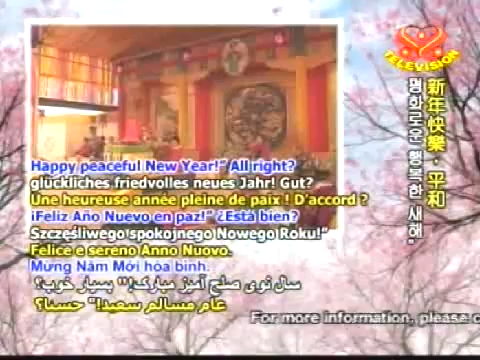 TELEVISION
新年快樂，平和
평화로운 행복한 새해"
Happy peaceful New Year!" All right?
glückliches friedvolles neues Jahr! Gut?
Une heureuse année pleine de paix ! D'accord ?
¡Feliz Año Nuevo en paz!" ¿Está bien?
Szczęśliwego spokojnego Nowego Roku!"
Felice e sereno Anno Nuovo.
Mừng Năm Mới hòa bình.
سال نوی صلح آمیز مبارک!" بسیار خوب؟
عام مسالم سعيد!" حسنا؟
For more information, please c